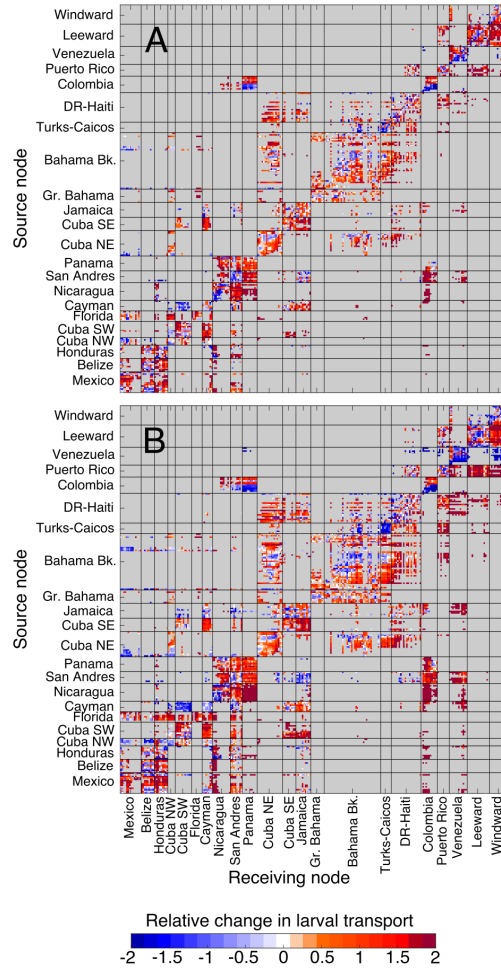 A
Source node
Windward
Leeward
Venezuela
Puerto Rico
Colombia
DR-Haiti
Turks-Caicos
Bahama Bk.
Gr. Bahama
Jamaica
Cuba SE
Cuba NE
Panama
San Andres
Nicaragua
Cayman
Florida
Cuba SW
Cuba NW
Honduras
Belize
Mexico
B
Source node
Windward
Leeward
Venezuela
Puerto Rico
Colombia
DR-Haiti
Turks-Caicos
Bahama Bk.
Gr. Bahama
Jamaica
Cuba SE
Cuba NE
Panama
San Andres
Nicaragua
Cayman
Florida
Cuba SW
Cuba NW
Honduras
Belize
Mexico
Mexico
Belize
Honduras
Cuba NW
Cuba SW
Florida
Cayman
Nicaragua
San Andres
Panama
Cuba NE
Cuba SE
Jamaica
Gr. Bahama
Bahama Bk.
Turks-Caicos
DR-Haiti
Colombia
Puerto Rico
Venezuela
Leeward
Windward
Receiving node
Relative change in larval transport
-2 -1.5 -1 -0.5 0 0.5 1 1.5 2